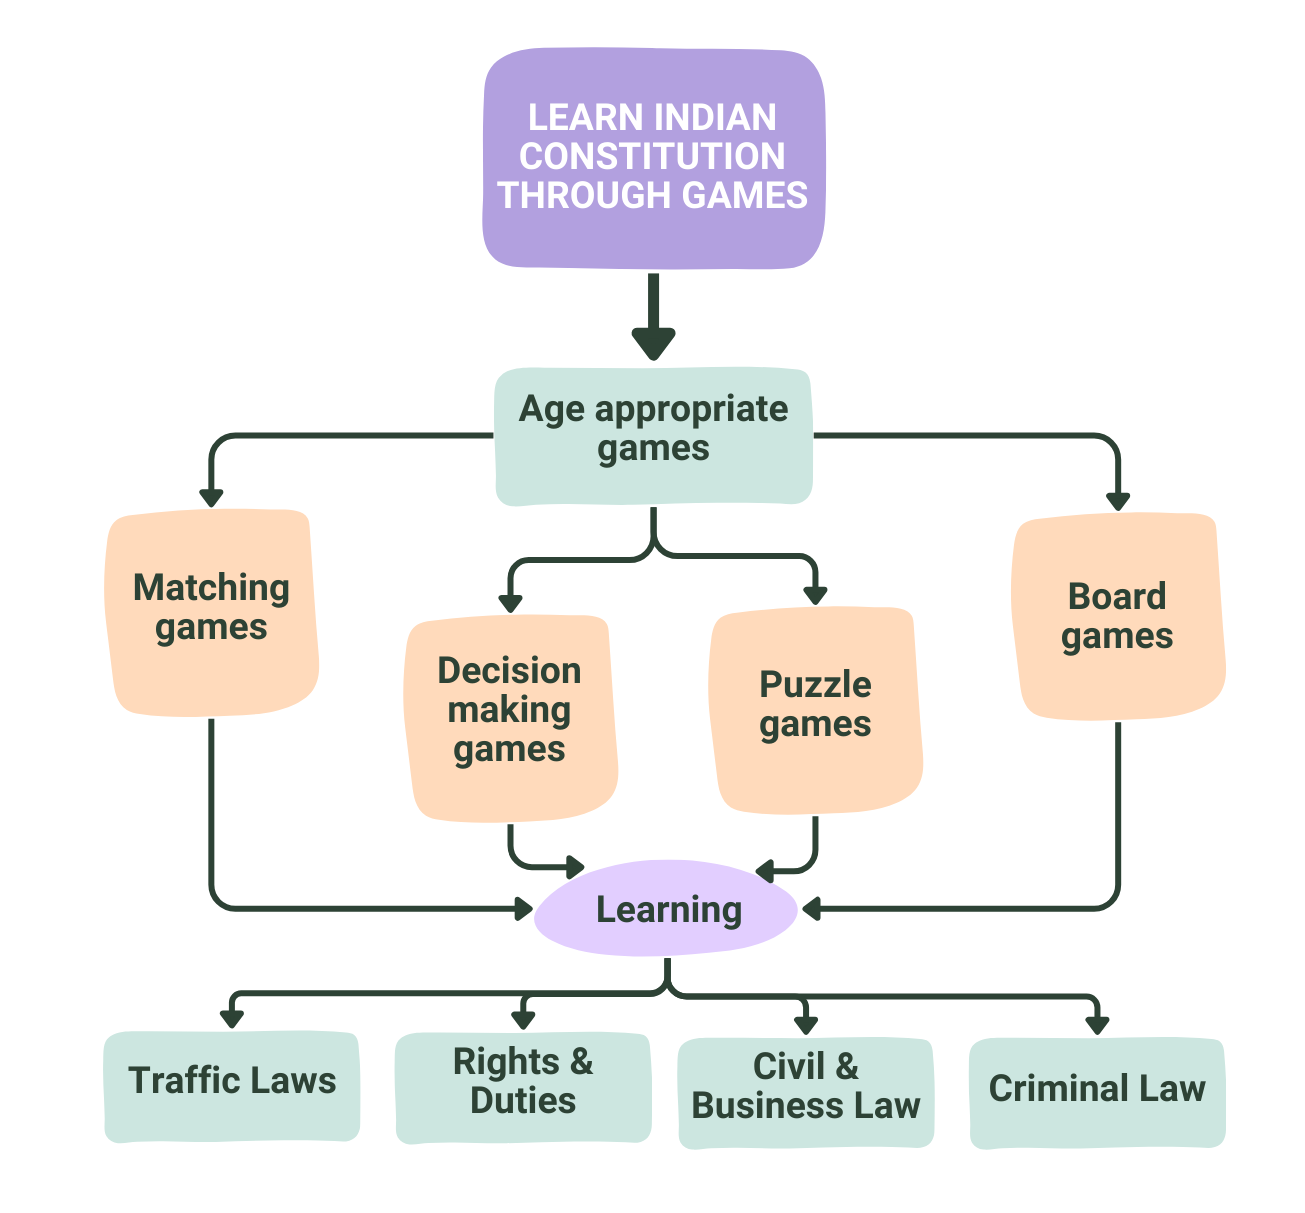 LEARN INDIAN
CONSTITUTION
THROUGH GAMES
Age appropriate
games
Matching
games
Decision
making
games
Puzzle
games
Board
games
Learning
Traffic Laws
Rights &
Duties
Civil &
Business Law
Criminal Law